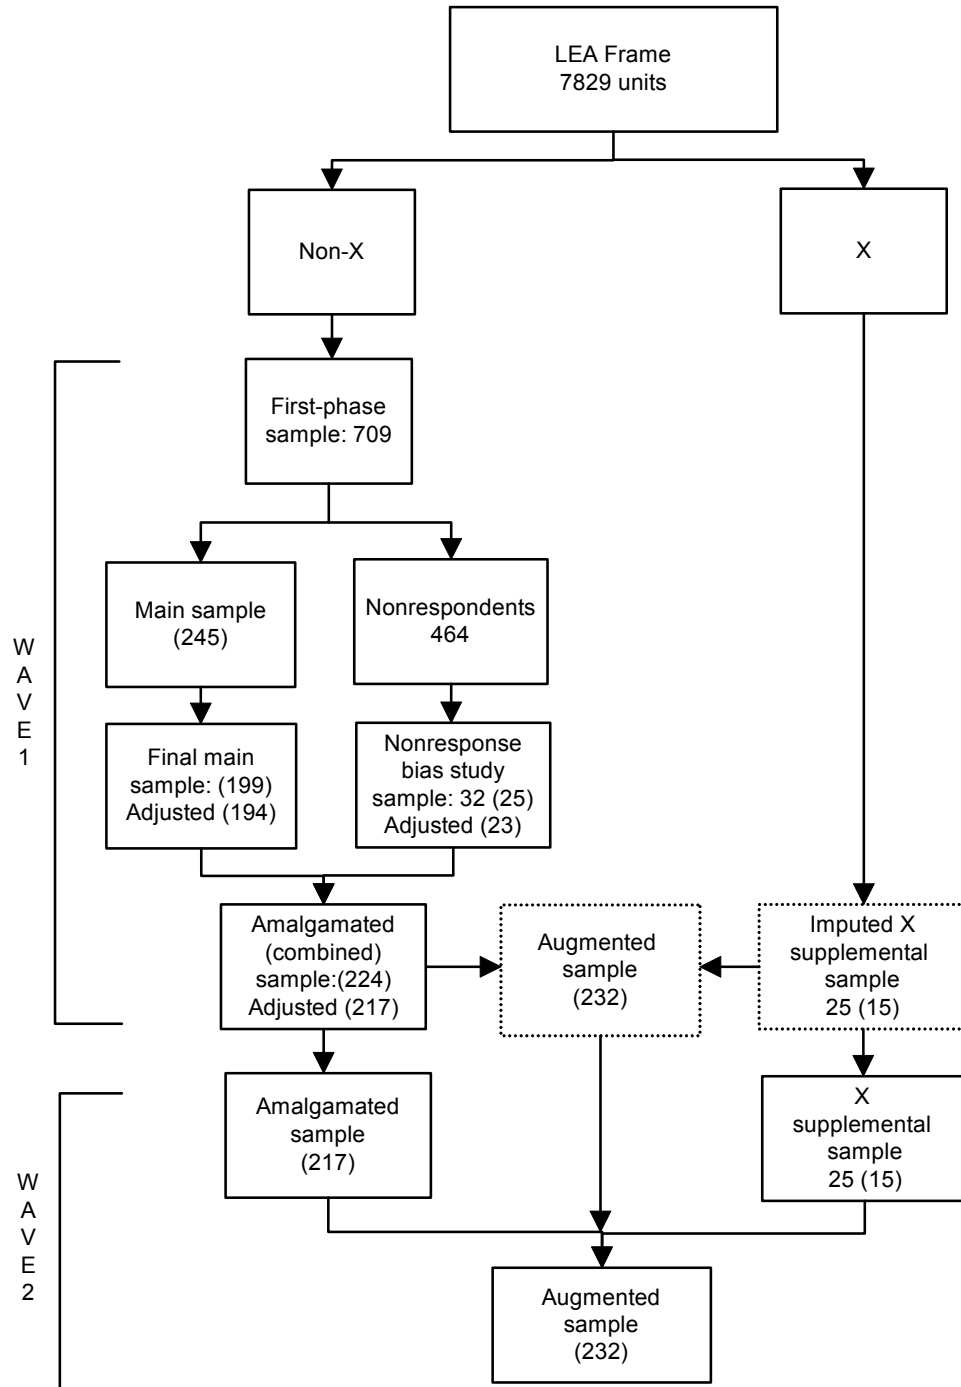 LEA Frame
7829 units
Non-X
X
First-phase
sample: 709
Main sample
(245)
Nonrespondents
464
W
A
V
E
1
Final main
sample: (199)
Adjusted (194)
Nonresponse
bias study
sample: 32 (25)
Adjusted (23)
Amalgamated
(combined)
sample:(224)
Adjusted (217)
Augmented
sample
(232)
Imputed X
supplemental
sample
25 (15)
W
A
V
E
2
Amalgamated
sample
(217)
X
supplemental
sample
25 (15)
Augmented
sample
(232)